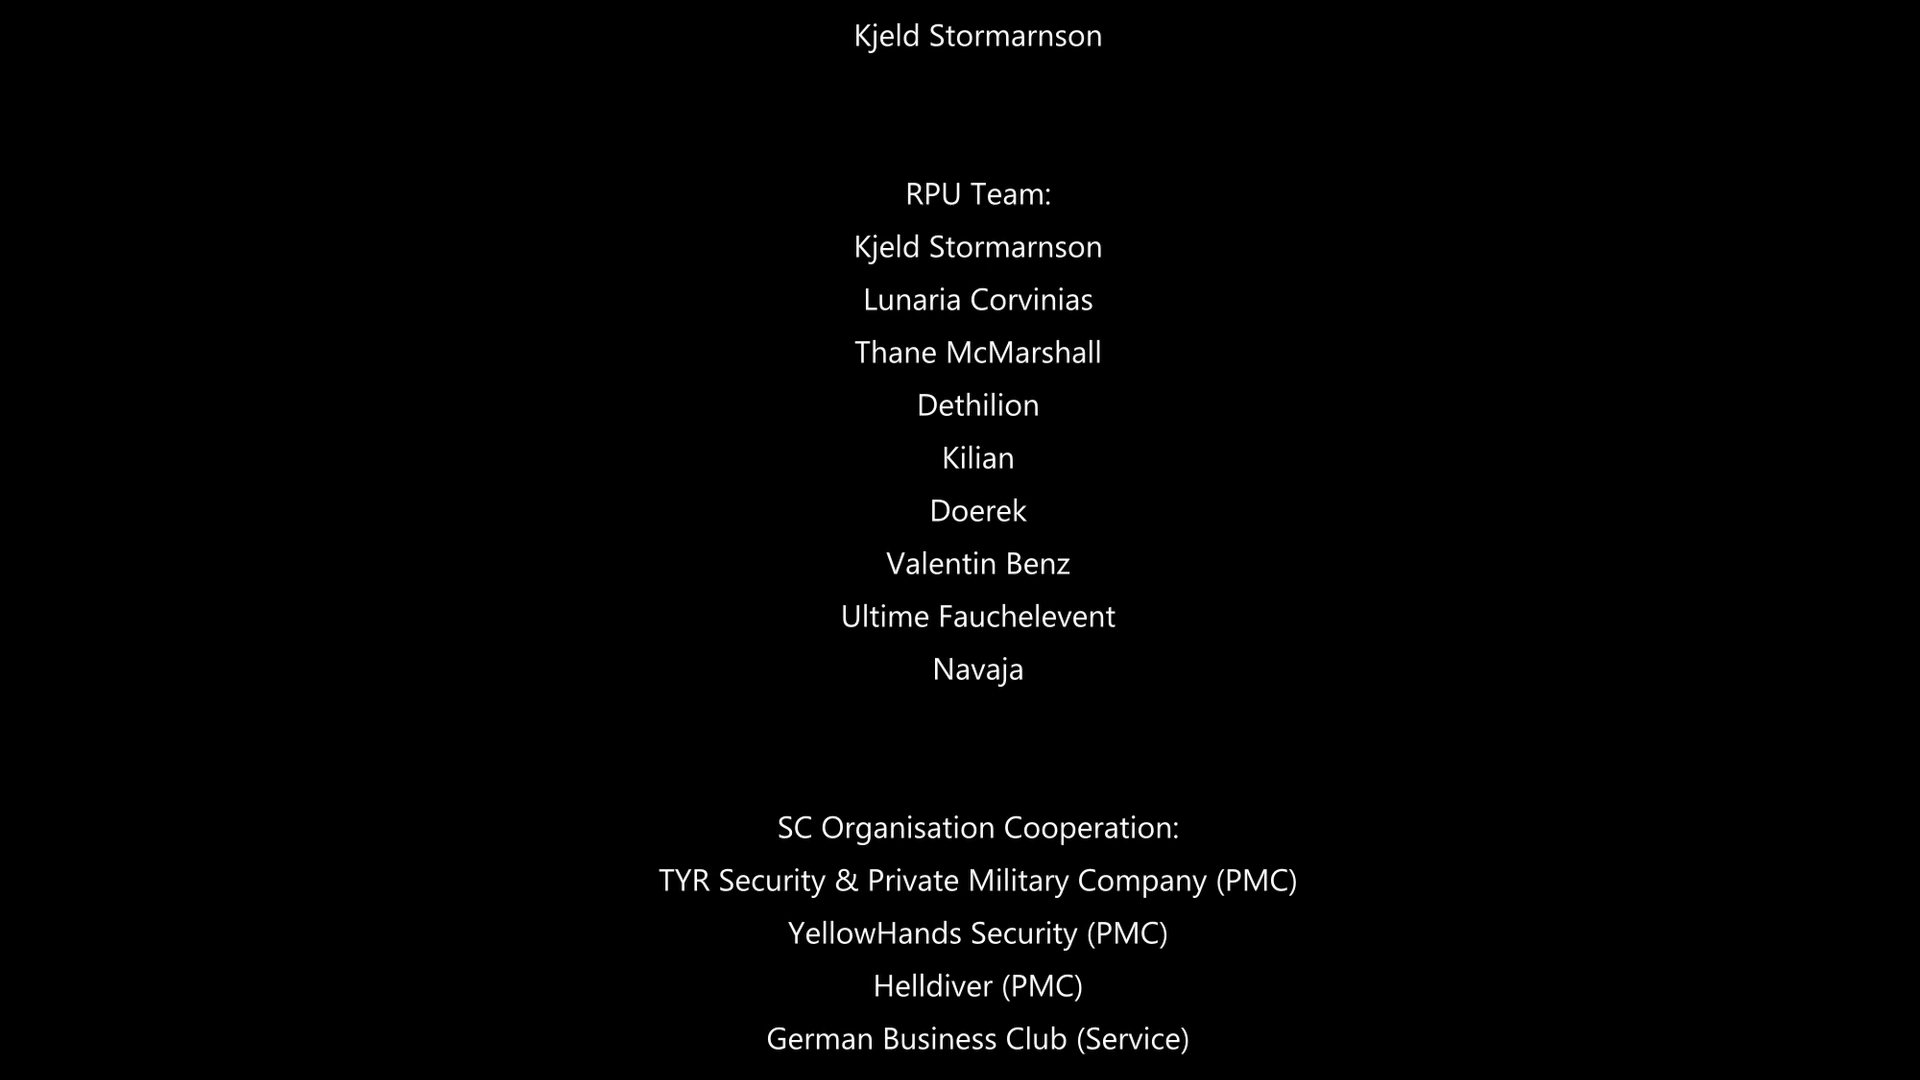 Kjeld Stormarnson
RPU Team:
Kjeld Stormarnson
Lunaria Corvinias
Thane McMarshall
Dethilion
Kilian
Doerek
Valentin Benz
Ultime Fauchelevent
Navaja
SC Organisation Cooperation:
TYR Security & Private Military Company (PMC)
YellowHands Security (PMC)
Helldiver (PMC)
German Business Club (Service)